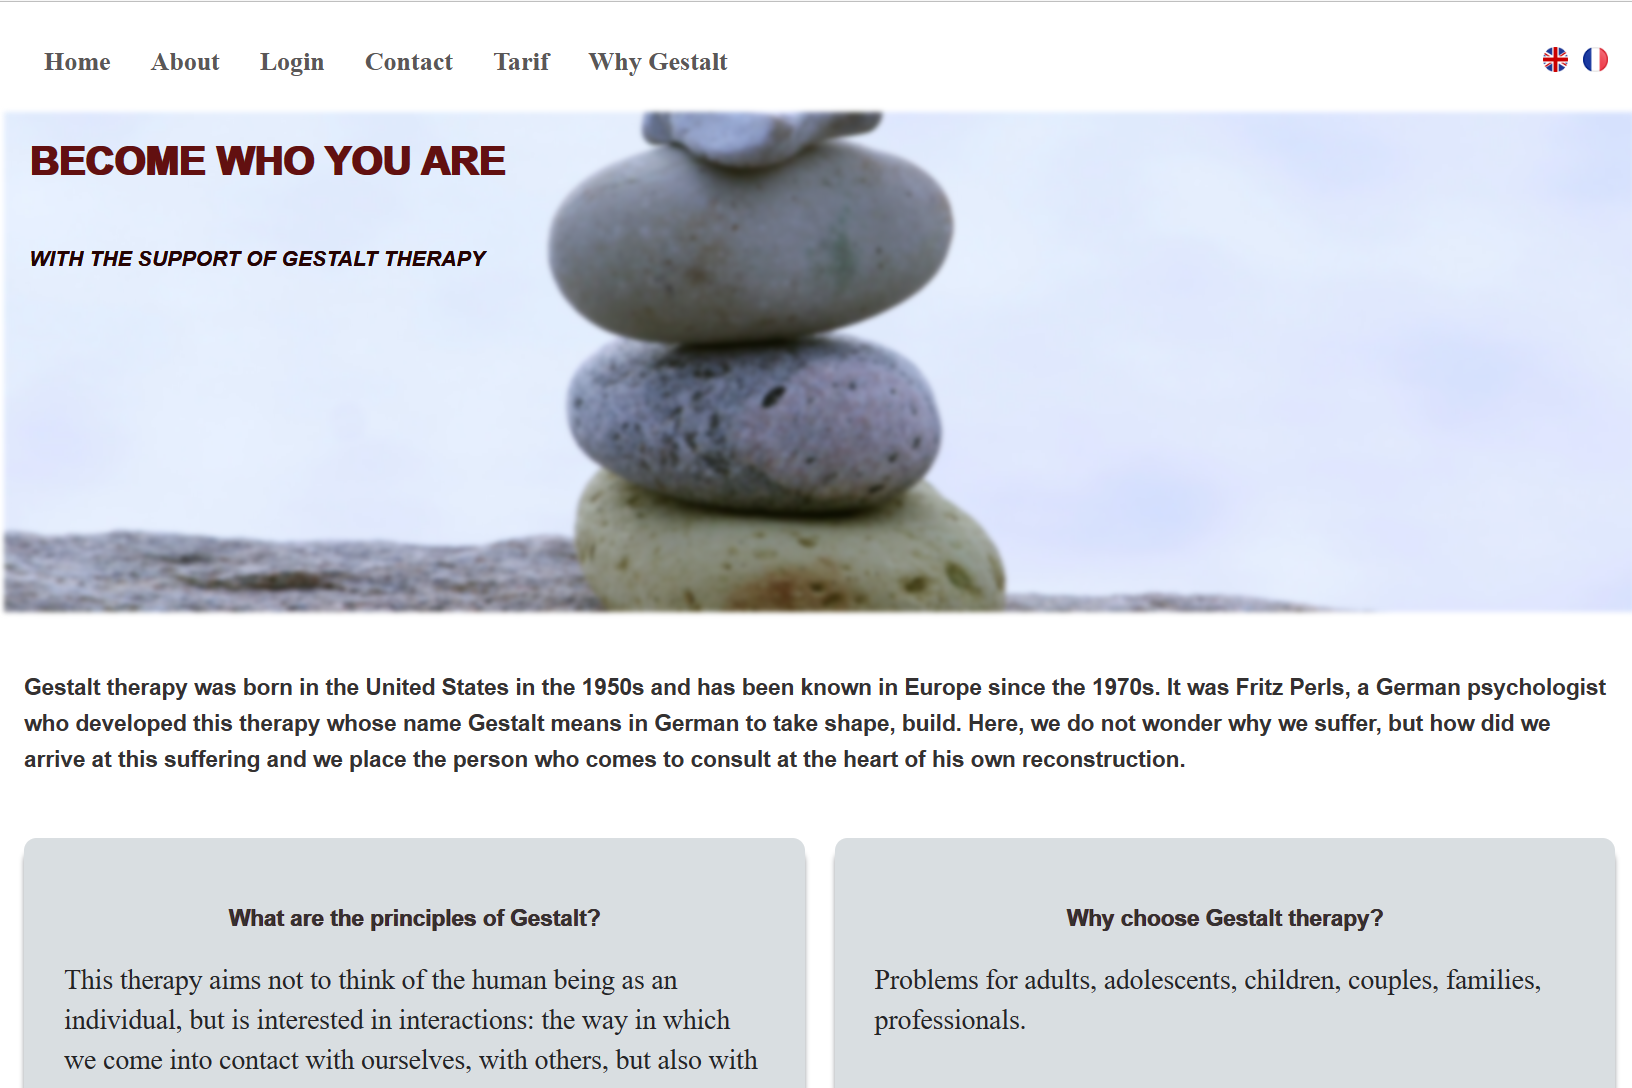 Home About Login Contact Tarif Why Gestalt
BECOME WHO YOU ARE
WITH THE SUPPORT OF GESTALT THERAPY
Gestalt therapy was born in the United States in the 1950s and has been known in Europe since the 1970s. It was Fritz Perls, a German psychologist
who developed this therapy whose name Gestalt means in German to take shape, build. Here, we do not wonder why we suffer, but how did we
arrive at this suffering and we place the person who comes to consult at the heart of his own reconstruction.
What are the principles of Gestalt?
This therapy aims not to think of the human being as an
individual, but is interested in interactions: the way in which
we come into contact with ourselves, with others, but also with
Why choose Gestalt therapy?
Problems for adults, adolescents, children, couples, families,
professionals.